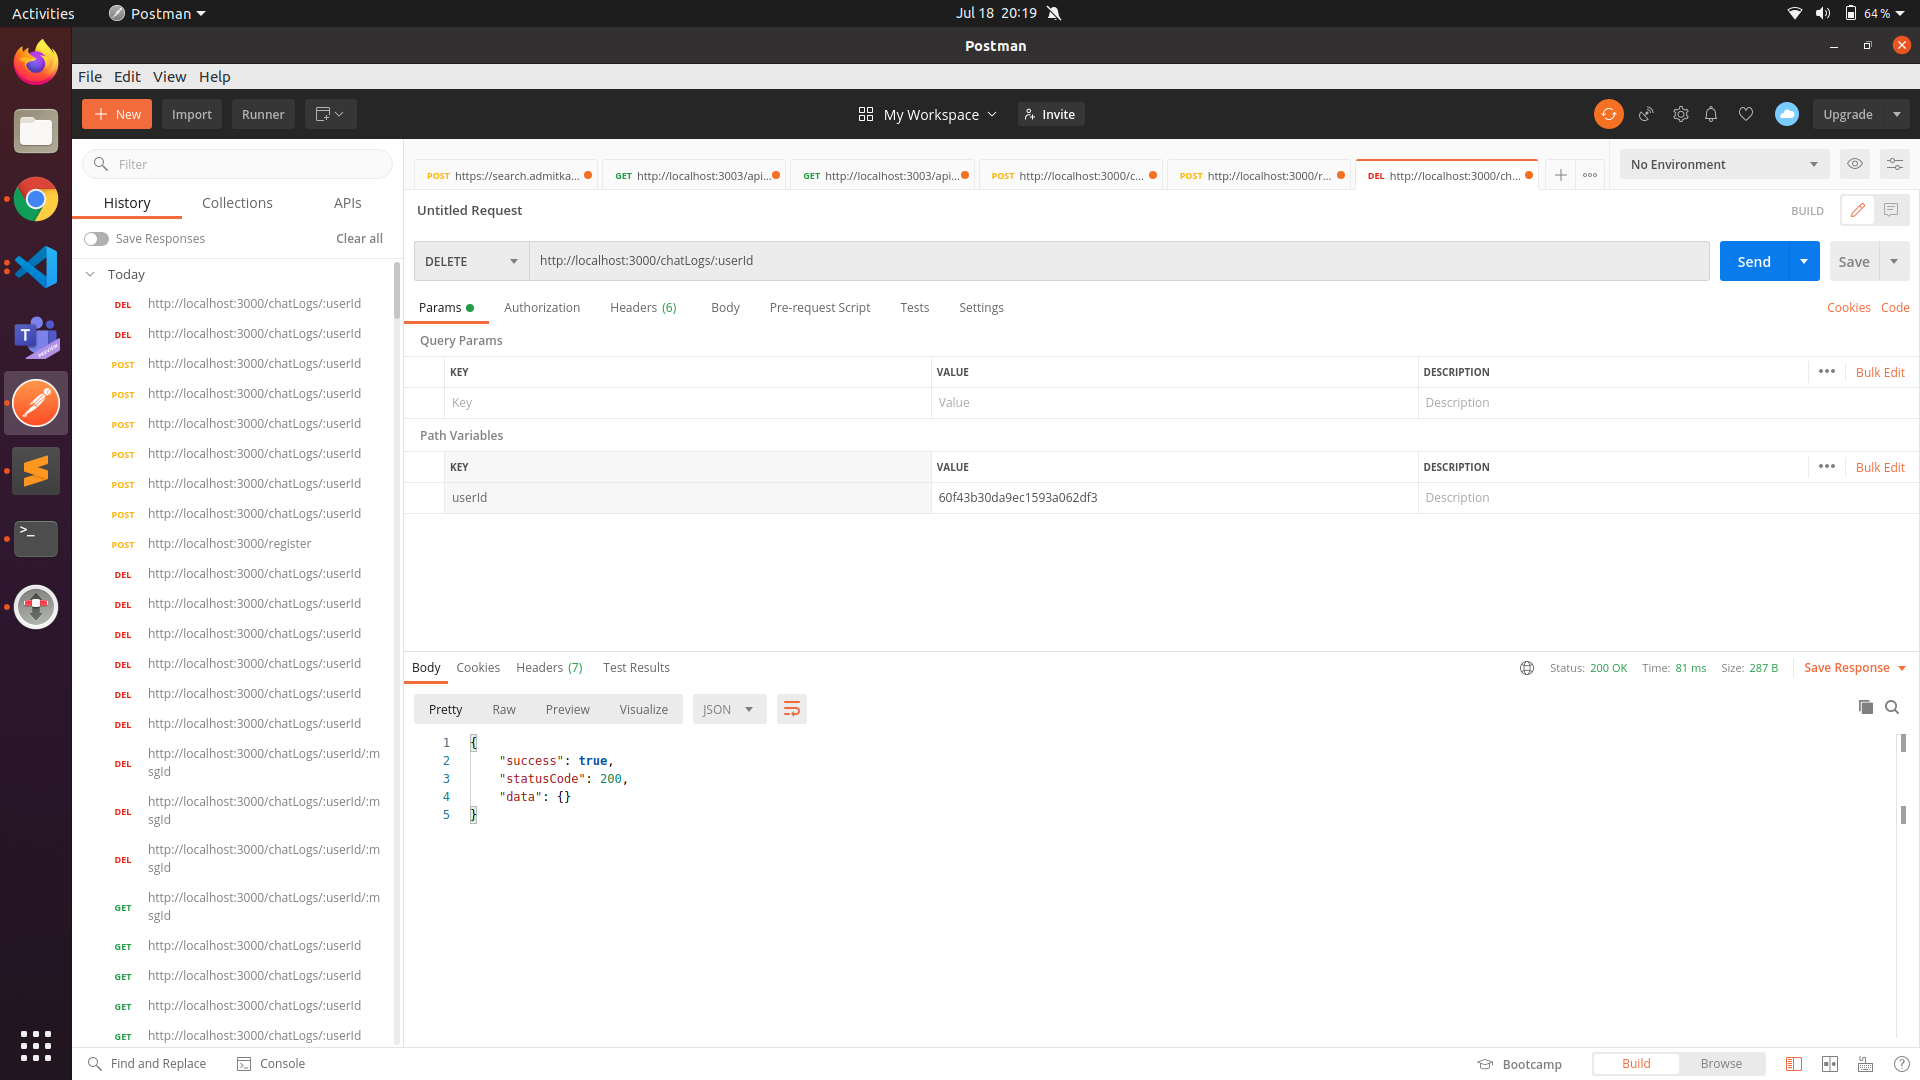 Activities
Postman
Jul 18 20:19
64 %
Postman
File Edit View Help
New
Import
Runner
My Workspace
Invite
Upgrade
Filter
History
Collections
APIs
Save Responses
Clear all
Today
DEL http://localhost:3000/chatLogs/:userId
DEL http://localhost:3000/chatLogs/:userId
POST http://localhost:3000/chatLogs/:userId
POST http://localhost:3000/chatLogs/:userId
POST http://localhost:3000/chatLogs/:userId
POST http://localhost:3000/chatLogs/:userId
POST http://localhost:3000/chatLogs/:userId
POST http://localhost:3000/chatLogs/:userId
POST http://localhost:3000/register
DEL http://localhost:3000/chatLogs/:userId
DEL http://localhost:3000/chatLogs/:userId
DEL http://localhost:3000/chatLogs/:userId
DEL http://localhost:3000/chatLogs/:userId
DEL http://localhost:3000/chatLogs/:userId
DEL http://localhost:3000/chatLogs/:userId
DEL http://localhost:3000/chatLogs/:userId/:m
sgId
DEL http://localhost:3000/chatLogs/:userId/:m
sgId
DEL http://localhost:3000/chatLogs/:userId/:m
sgId
GET http://localhost:3000/chatLogs/:userId/:m
sgId
GET http://localhost:3000/chatLogs/:userId
GET http://localhost:3000/chatLogs/:userId
GET http://localhost:3000/chatLogs/:userId
GET http://localhost:3000/chatLogs/:userId
POST https://search.admitka...
GET http://localhost:3003/api...
GET http://localhost:3003/api...
POST http://localhost:3000/c...
POST http://localhost:3000/r...
DEL http://localhost:3000/ch...
No Environment
Untitled Request
BUILD
DELETE
http://localhost:3000/chatLogs/:userId
Send
Save
Params
Authorization
Headers (6)
Body
Pre-request Script
Tests
Settings
Cookies Code
Query Params
KEY VALUE DESCRIPTION Bulk Edit
Key Value Description
Path Variables
KEY VALUE DESCRIPTION Bulk Edit
userId 60f43b30da9ec1593a062df3 Description
Body Cookies Headers (7) Test Results
Status: 200 OK Time: 81 ms Size: 287 B Save Response
Pretty Raw Preview Visualize JSON
1 {
2 "success": true,
3 "statusCode": 200,
4 "data": {}
5 }
Find and Replace
Console
Bootcamp
Build
Browse
T
PREVIEW
>_